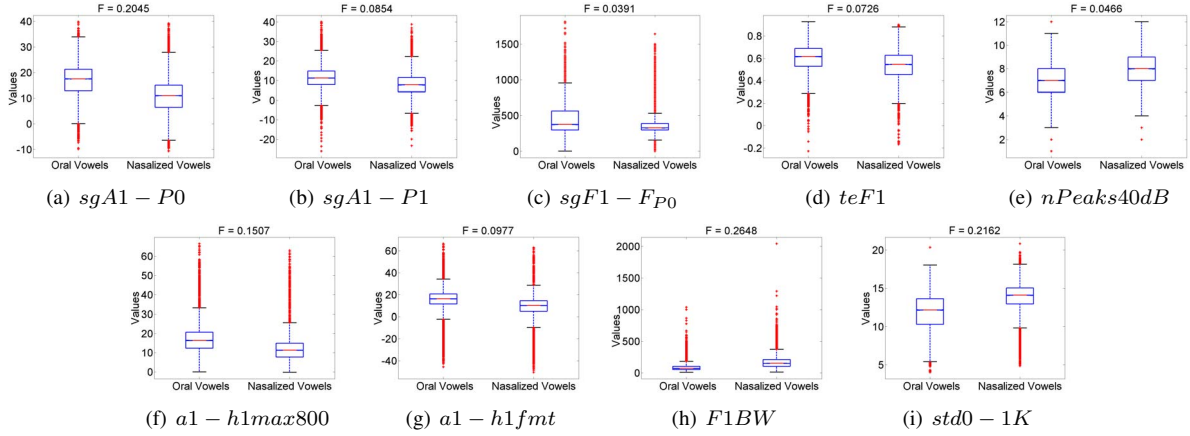 F = 0.2045
F = 0.0854
F = 0.0391
F = 0.0726
F = 0.0466
Values
40
30
20
10
0
-10
Oral Vowels Nasalized Vowels
Values
40
30
20
10
0
-10
-20
Oral Vowels Nasalized Vowels
Values
1500
1000
500
0
Oral Vowels Nasalized Vowels
Values
0.8
0.6
0.4
0.2
0
-0.2
Oral Vowels Nasalized Vowels
Values
12
10
8
6
4
2
0
Oral Vowels Nasalized Vowels
(a) sgA1 − P0
(b) sgA1 − P1
(c) sgF1 − F_P0
(d) teF1
(e) nPeaks40dB
F = 0.1507
F = 0.0977
F = 0.2648
F = 0.2162
Values
60
50
40
30
20
10
0
Oral Vowels Nasalized Vowels
Values
60
40
20
0
-20
-40
Oral Vowels Nasalized Vowels
Values
2000
1500
1000
500
0
Oral Vowels Nasalized Vowels
Values
20
15
10
5
Oral Vowels Nasalized Vowels
(f) a1 − h1max800
(g) a1 − h1fmt
(h) F1BW
(i) std0 − 1K